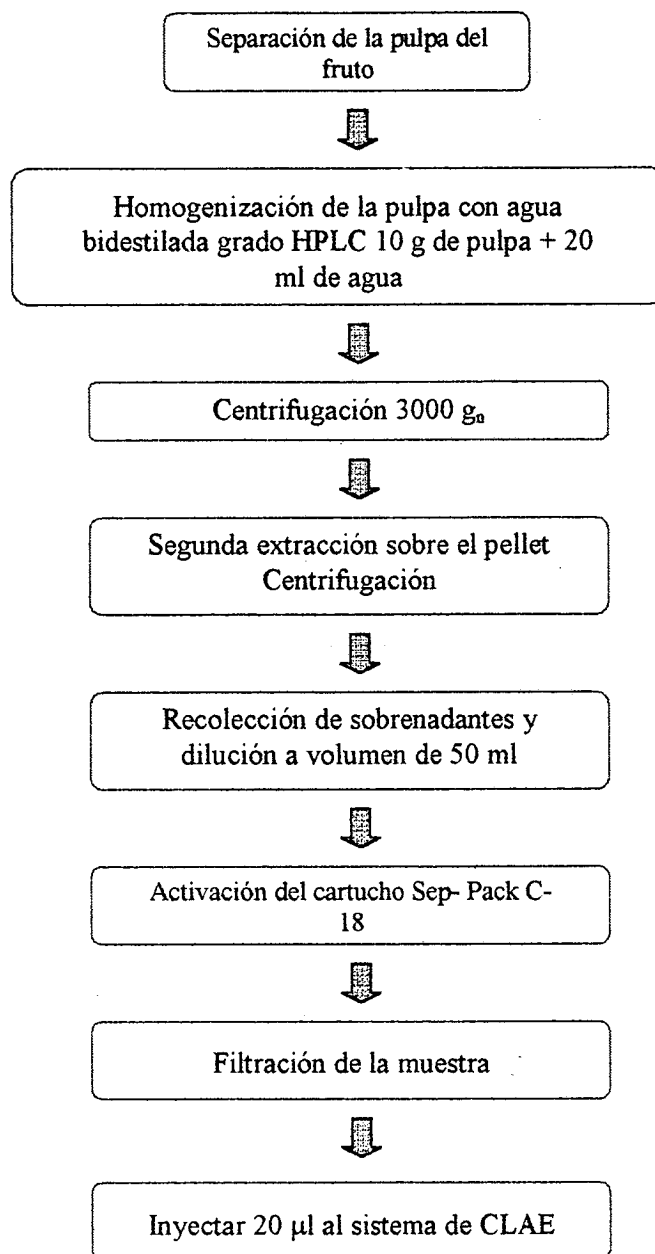 Separación de la pulpa del
fruto
Homogenización de la pulpa con agua
bidestilada grado HPLC 10 g de pulpa + 20
ml de agua
Centrifugación 3000 gₙ
Segunda extracción sobre el pellet
Centrifugación
Recolección de sobrenadantes y
dilución a volumen de 50 ml
Activación del cartucho Sep- Pack C-
18
Filtración de la muestra
Inyectar 20 µl al sistema de CLAE